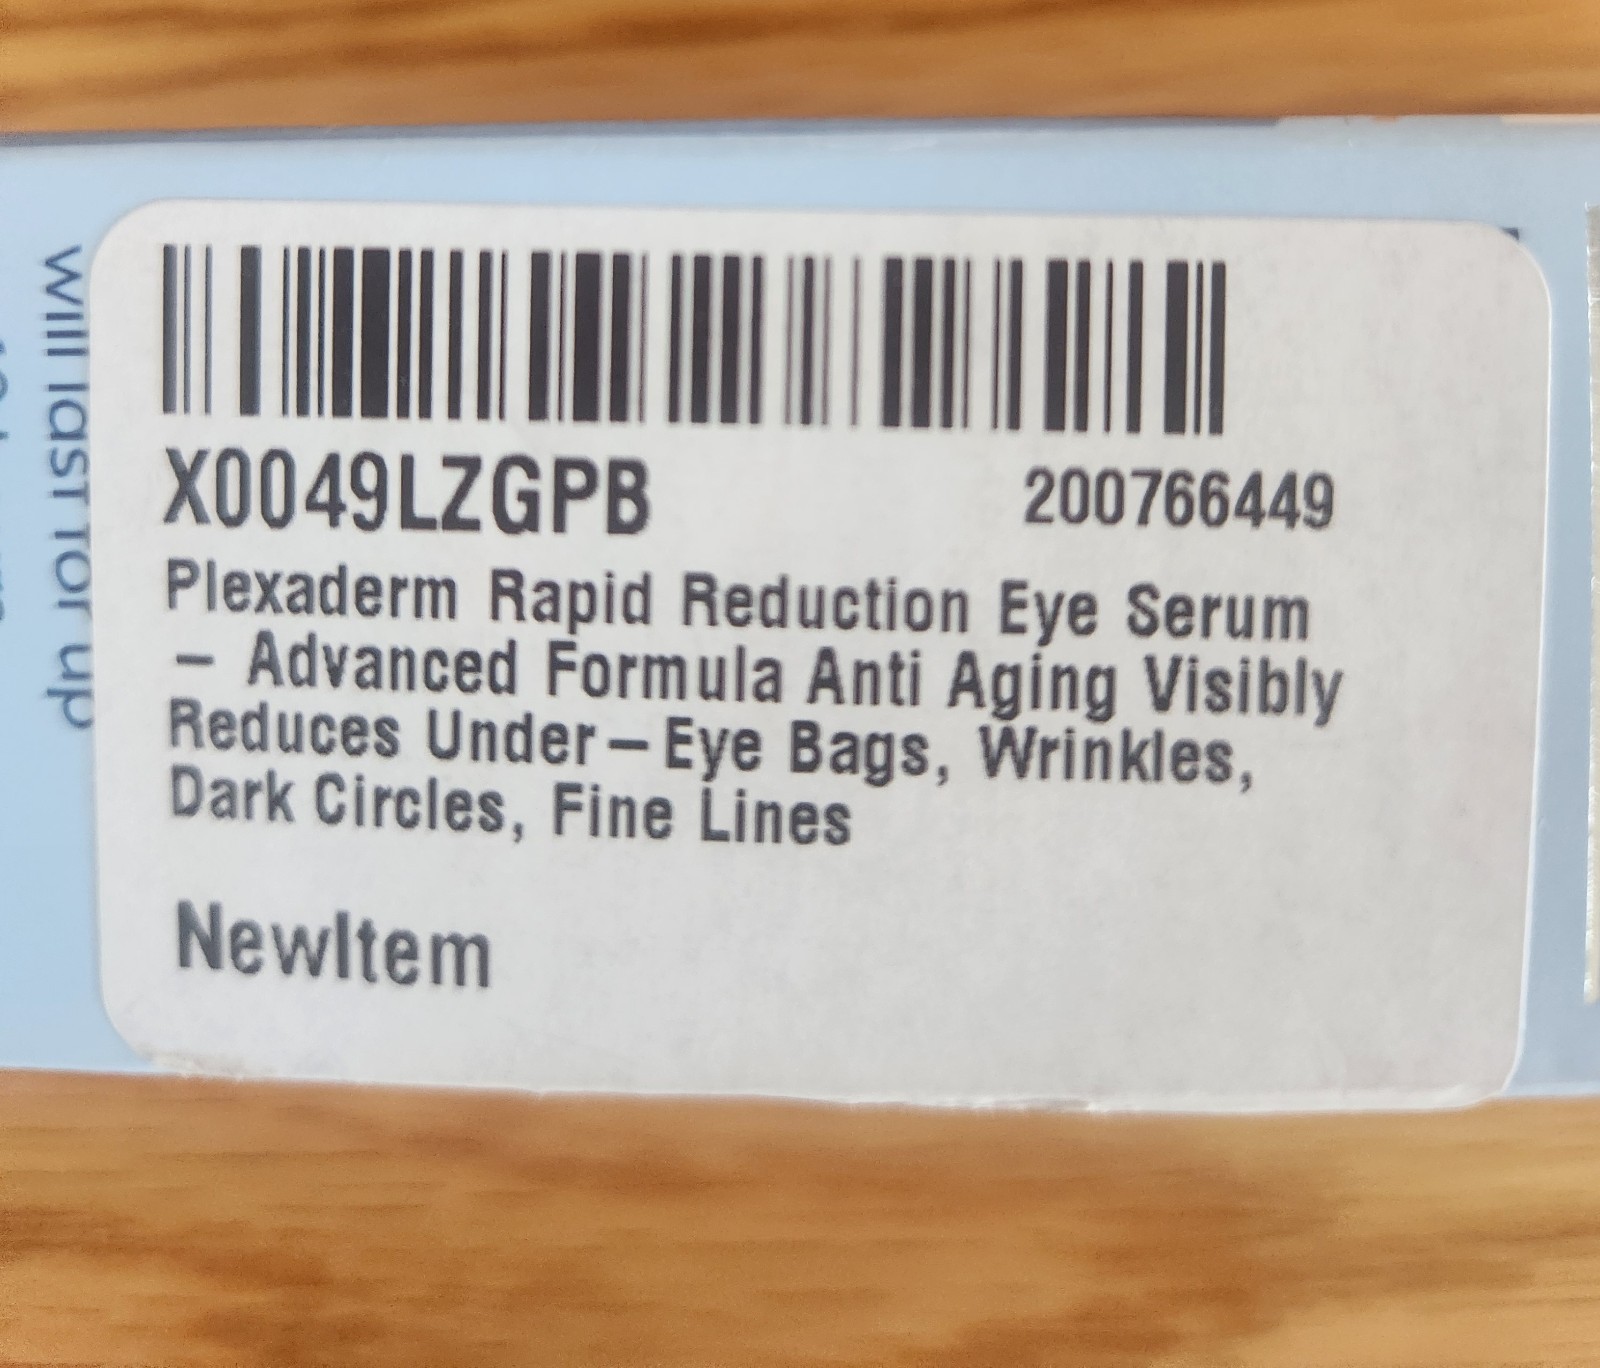 X0049LZGPB 200766449
Plexaderm Rapid Reduction Eye Serum
– Advanced Formula Anti Aging Visibly
Reduces Under–Eye Bags, Wrinkles,
Dark Circles, Fine Lines
NewItem
will last for up